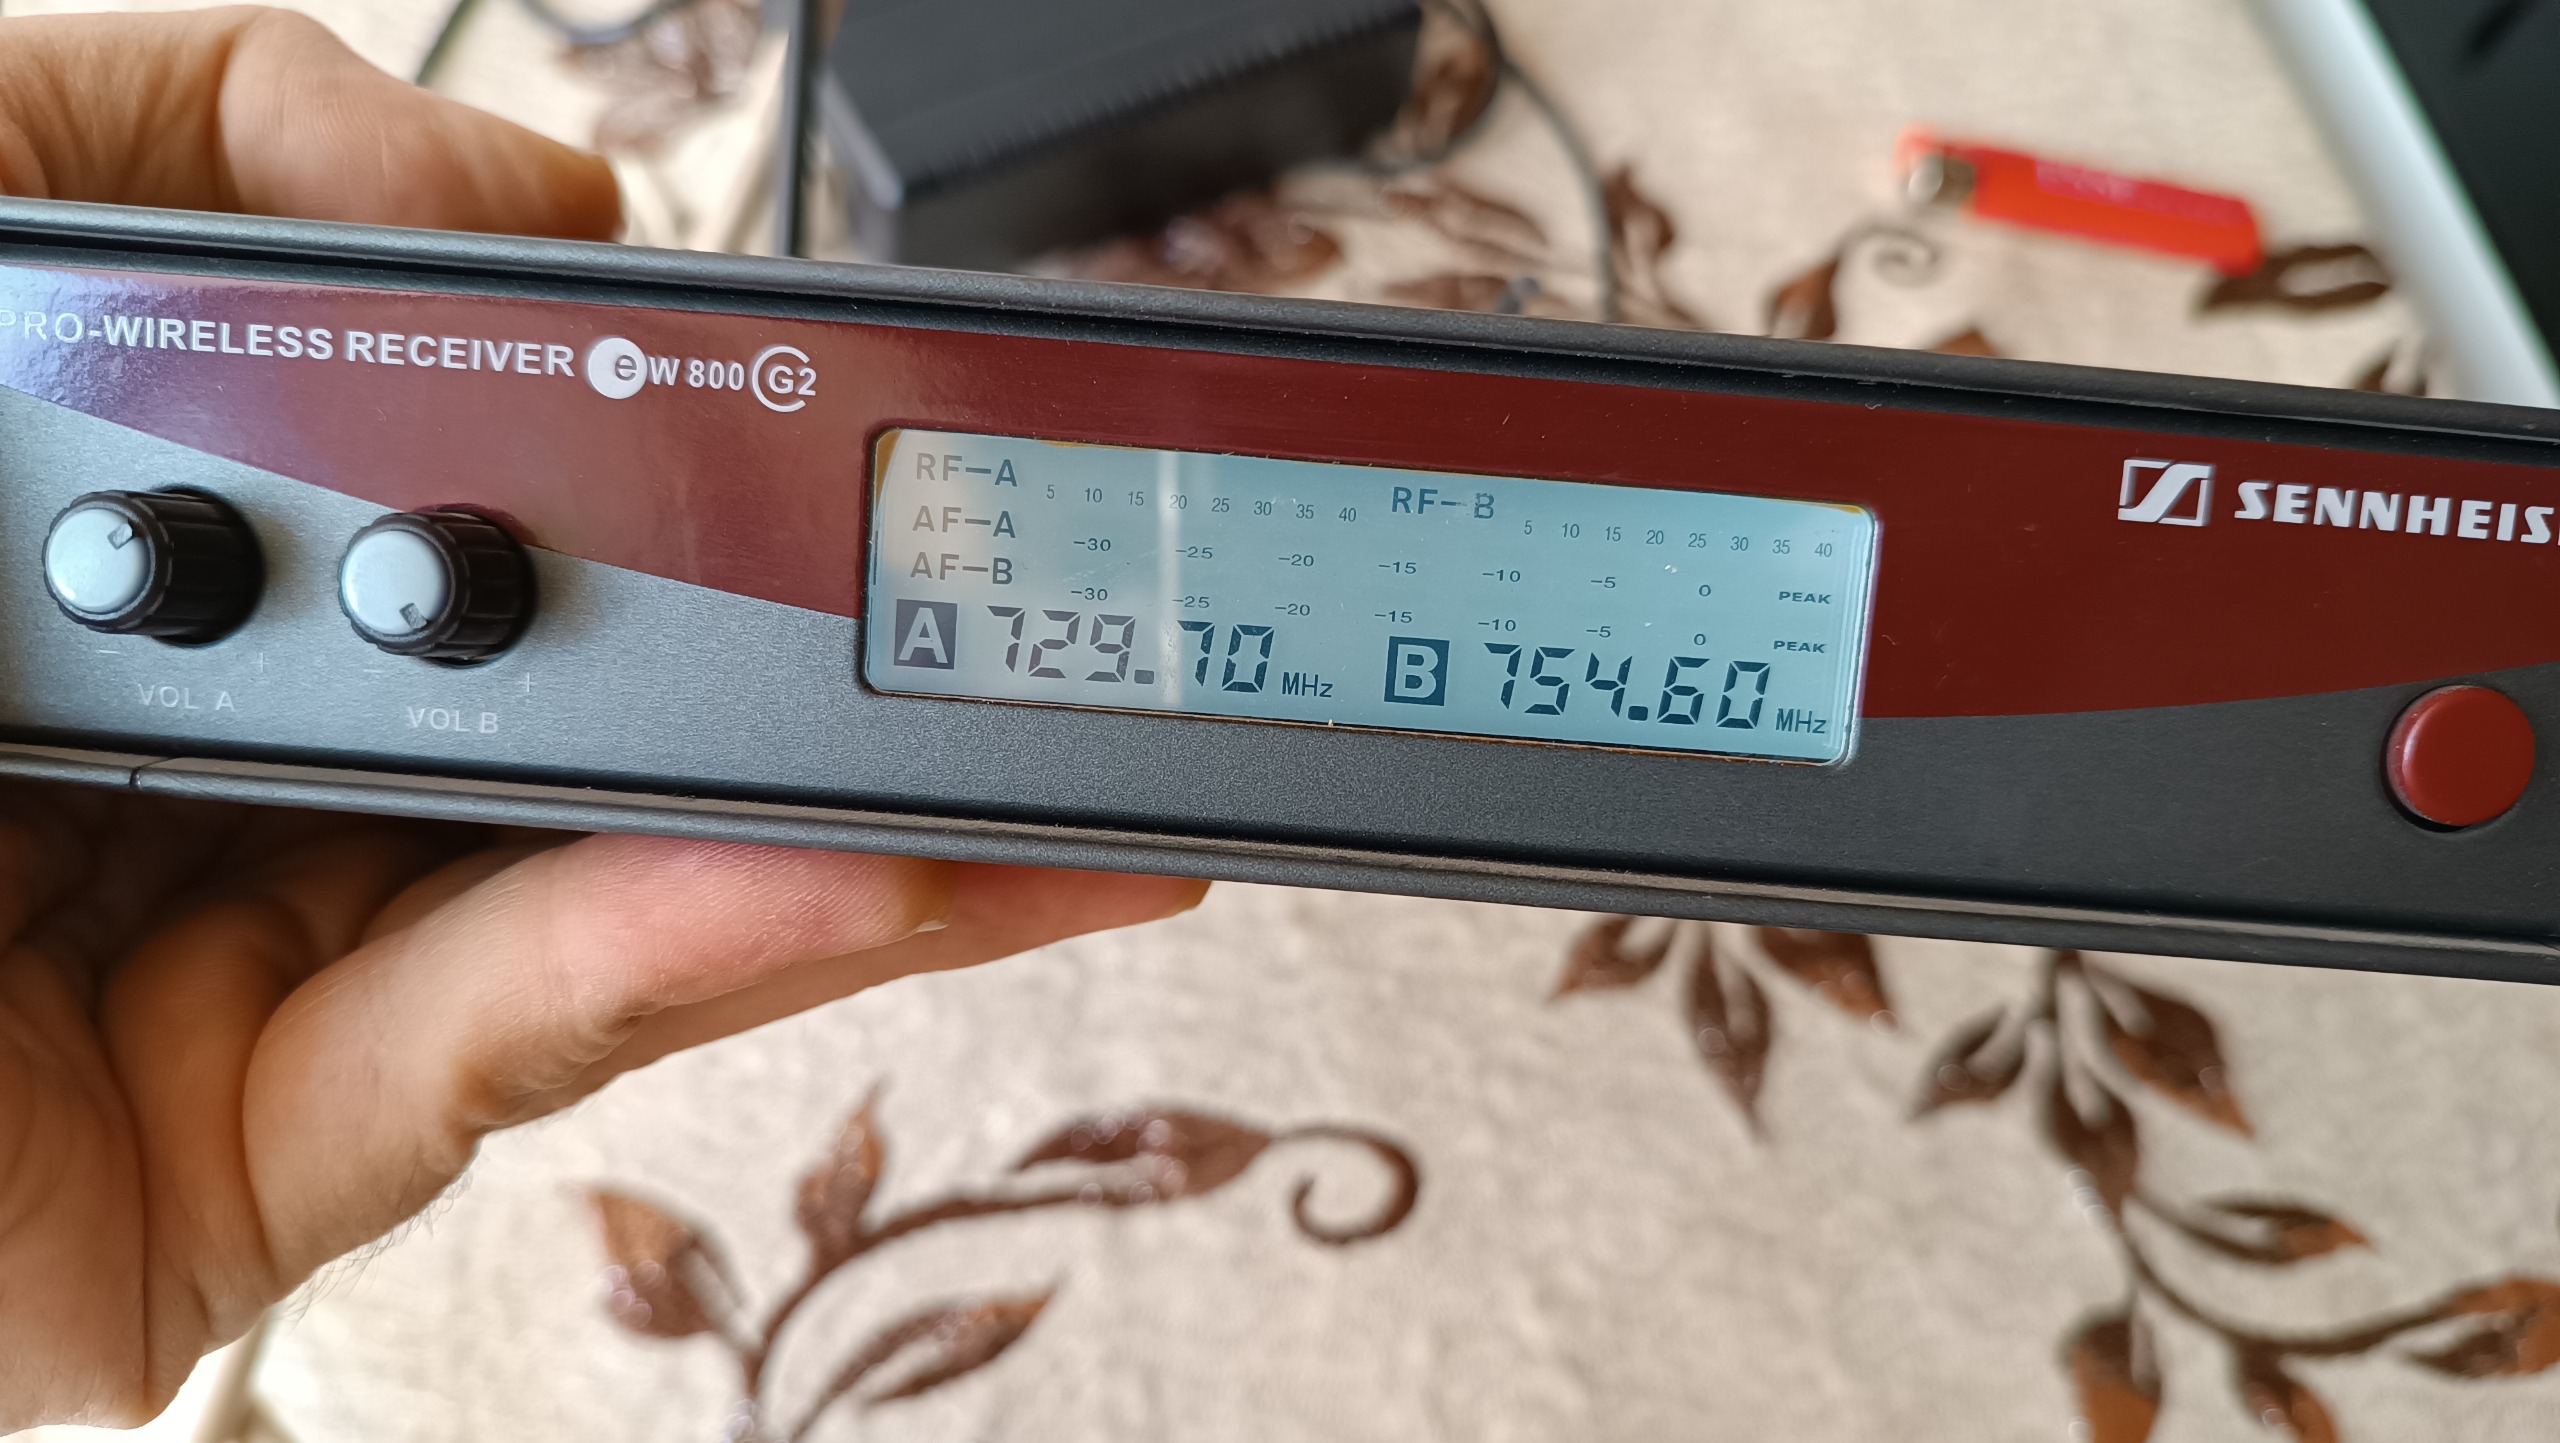 PRO-WIRELESS RECEIVER ew 800 G2
SENNHEIS
RF-A 5 10 15 20 25 30 35 40 RF-B 5 10 15 20 25 30 35 40
AF-A -30 -25 -20 -15 -10 -5 0 PEAK
AF-B -30 -25 -20 -15 -10 -5 0 PEAK
A 729.70 MHz B 754.60 MHz
- +
VOL A
- +
VOL B